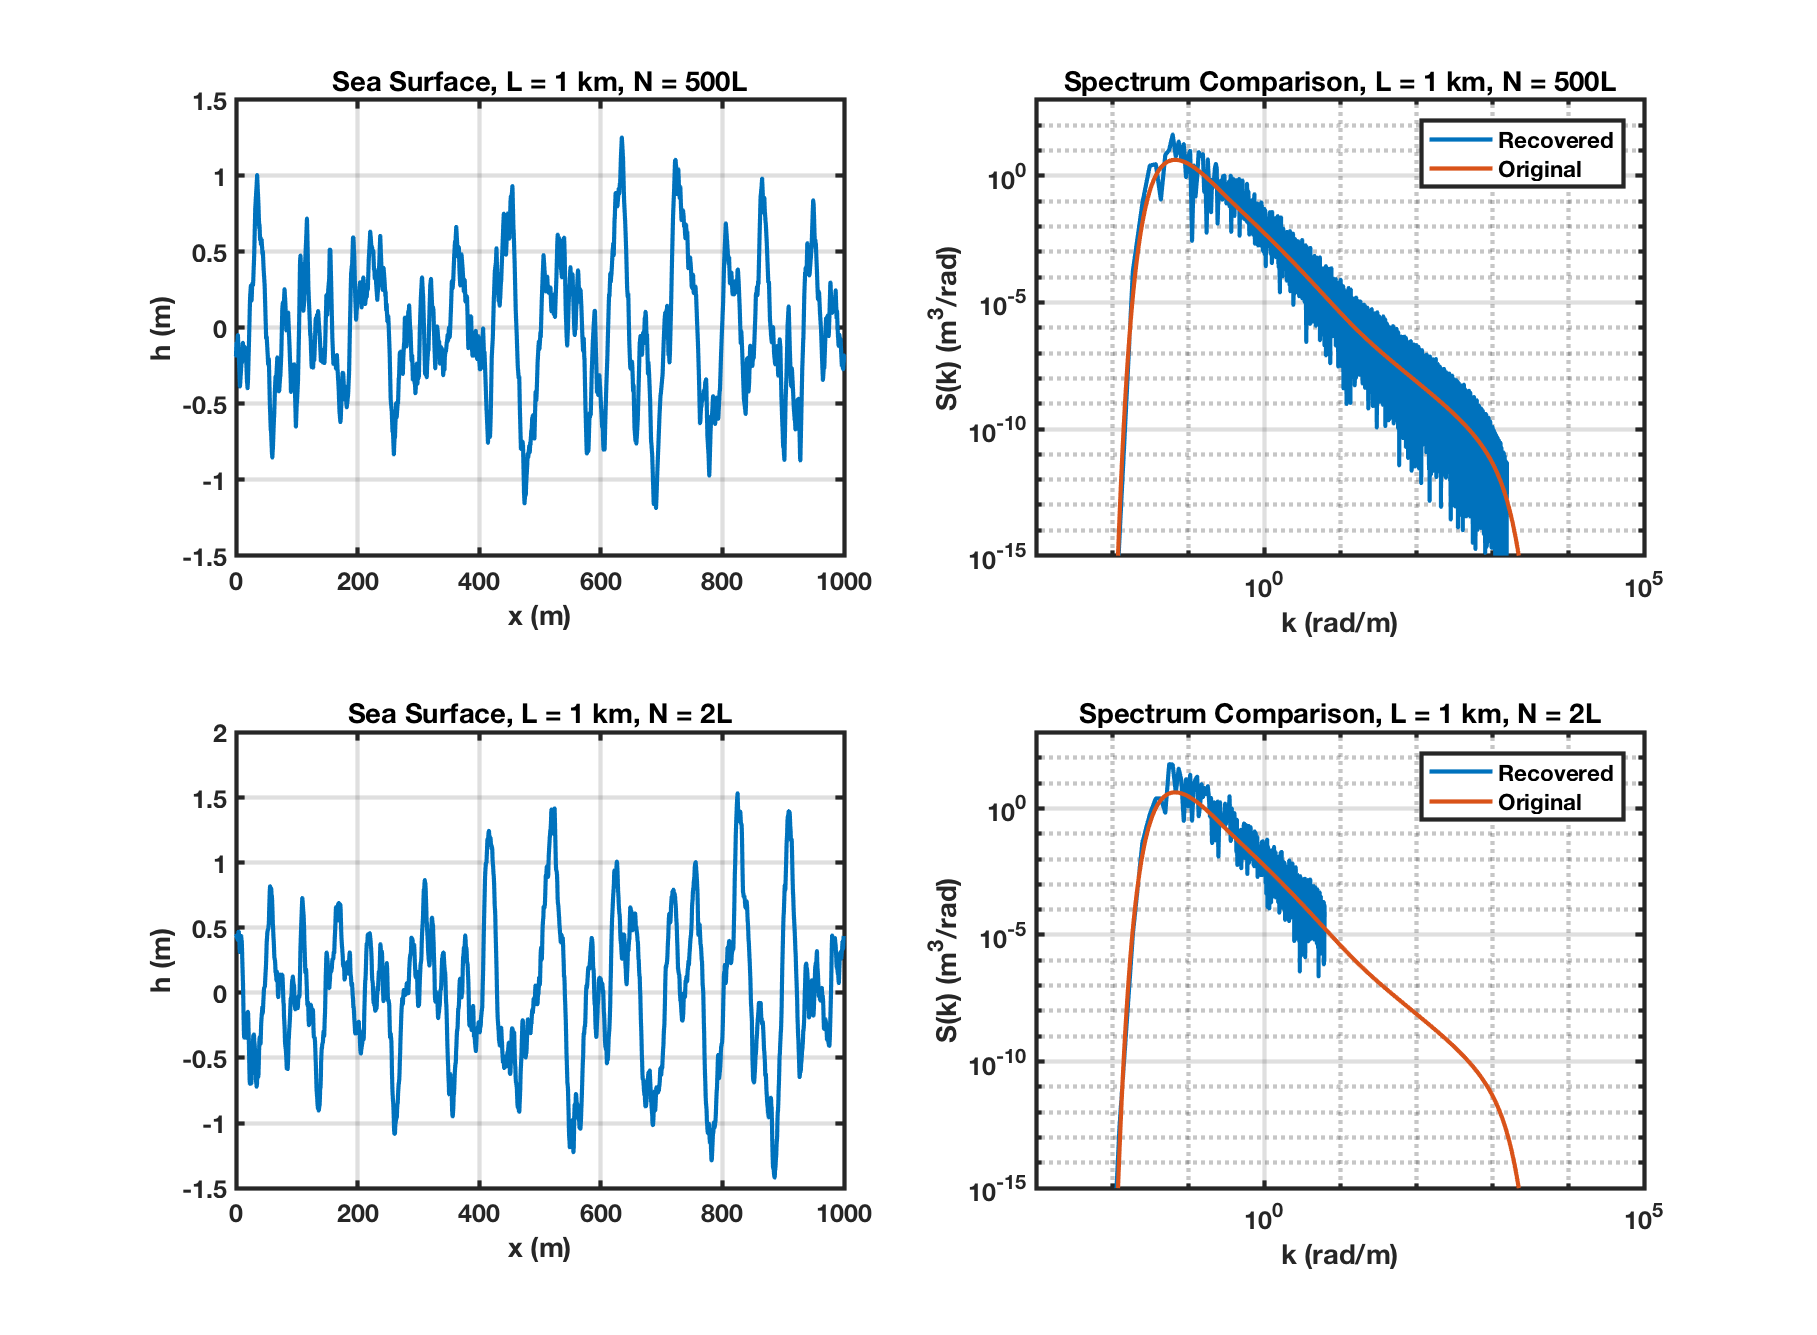 Sea Surface, L = 1 km, N = 500L
1.5
1
0.5
0
-0.5
-1
-1.5
h (m)
0 200 400 600 800 1000
x (m)
Spectrum Comparison, L = 1 km, N = 500L
Recovered
Original
10^0
10^-5
10^-10
10^-15
S(k) (m^3/rad)
10^0 10^5
k (rad/m)
Sea Surface, L = 1 km, N = 2L
2
1.5
1
0.5
0
-0.5
-1
-1.5
h (m)
0 200 400 600 800 1000
x (m)
Spectrum Comparison, L = 1 km, N = 2L
Recovered
Original
10^0
10^-5
10^-10
10^-15
S(k) (m^3/rad)
10^0 10^5
k (rad/m)